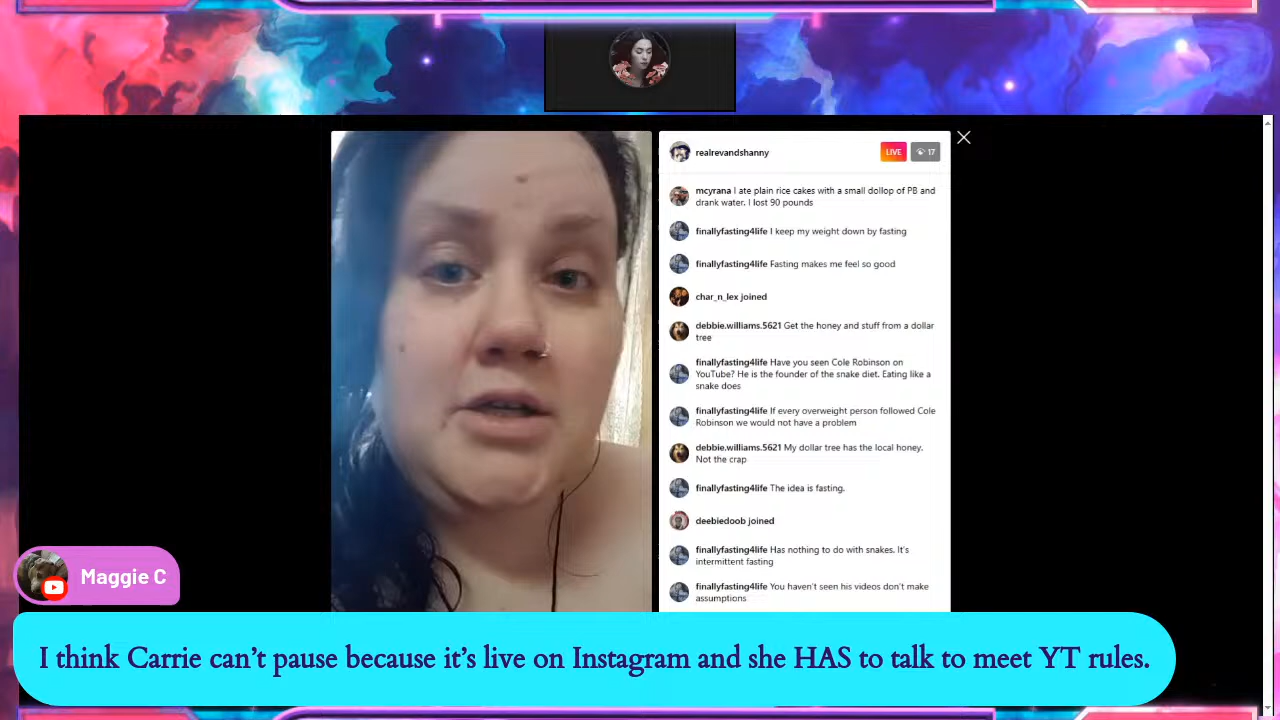 realrevandshanny
LIVE
17
mcyrana I ate plain rice cakes with a small dollop of PB and
drank water. I lost 90 pounds
finallyfasting4life I keep my weight down by fasting
finallyfasting4life Fasting makes me feel so good
char_n_lex joined
debbie.williams.5621 Get the honey and stuff from a dollar
tree
finallyfasting4life Have you seen Cole Robinson on
YouTube? He is the founder of the snake diet. Eating like a
snake does
finallyfasting4life If every overweight person followed Cole
Robinson we would not have a problem
debbie.williams.5621 My dollar tree has the local honey.
Not the crap
finallyfasting4life The idea is fasting.
deebiedoob joined
finallyfasting4life Has nothing to do with snakes. It's
intermittent fasting
finallyfasting4life You haven't seen his videos don't make
assumptions
Maggie C
I think Carrie can’t pause because it’s live on Instagram and she HAS to talk to meet YT rules.